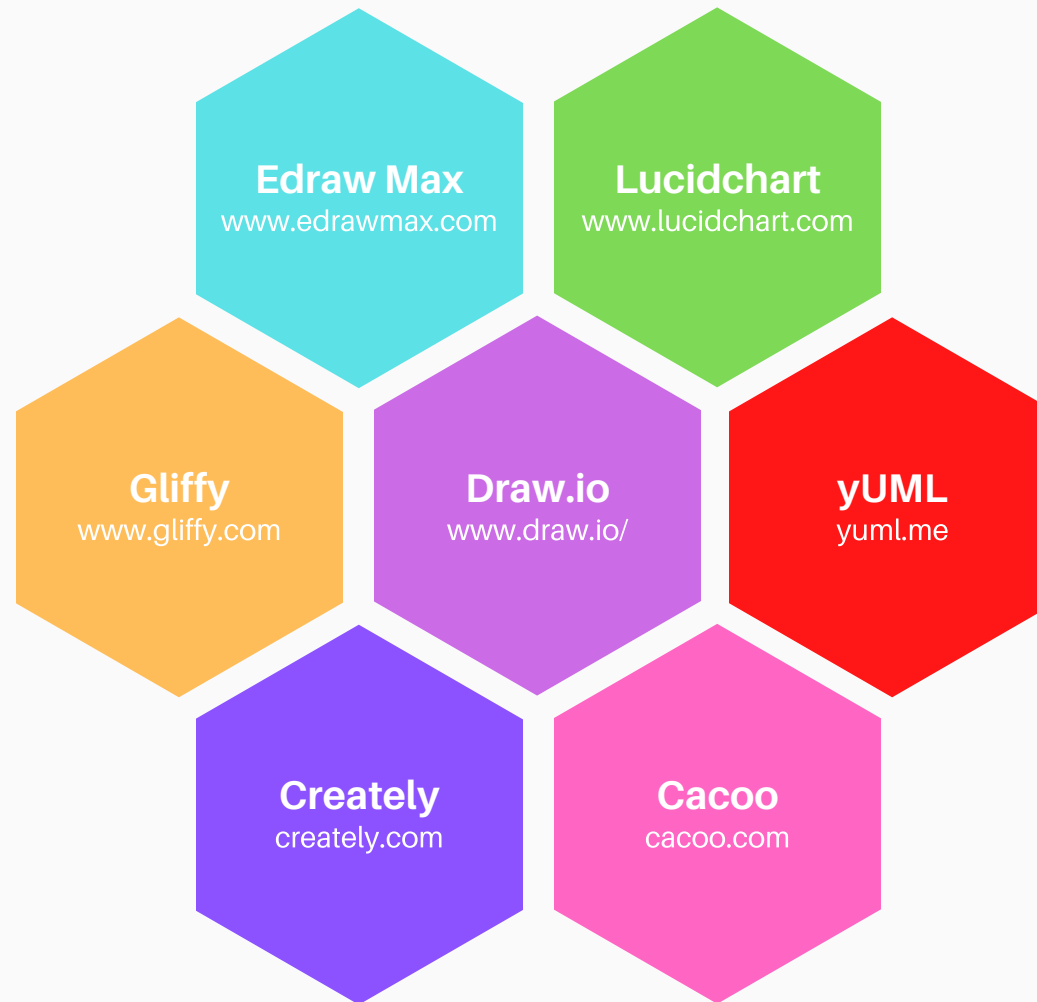 Edraw Max
www.edrawmax.com
Lucidchart
www.lucidchart.com
Gliffy
www.gliffy.com
Draw.io
www.draw.io/
yUML
yuml.me
Creately
creately.com
Cacoo
cacoo.com